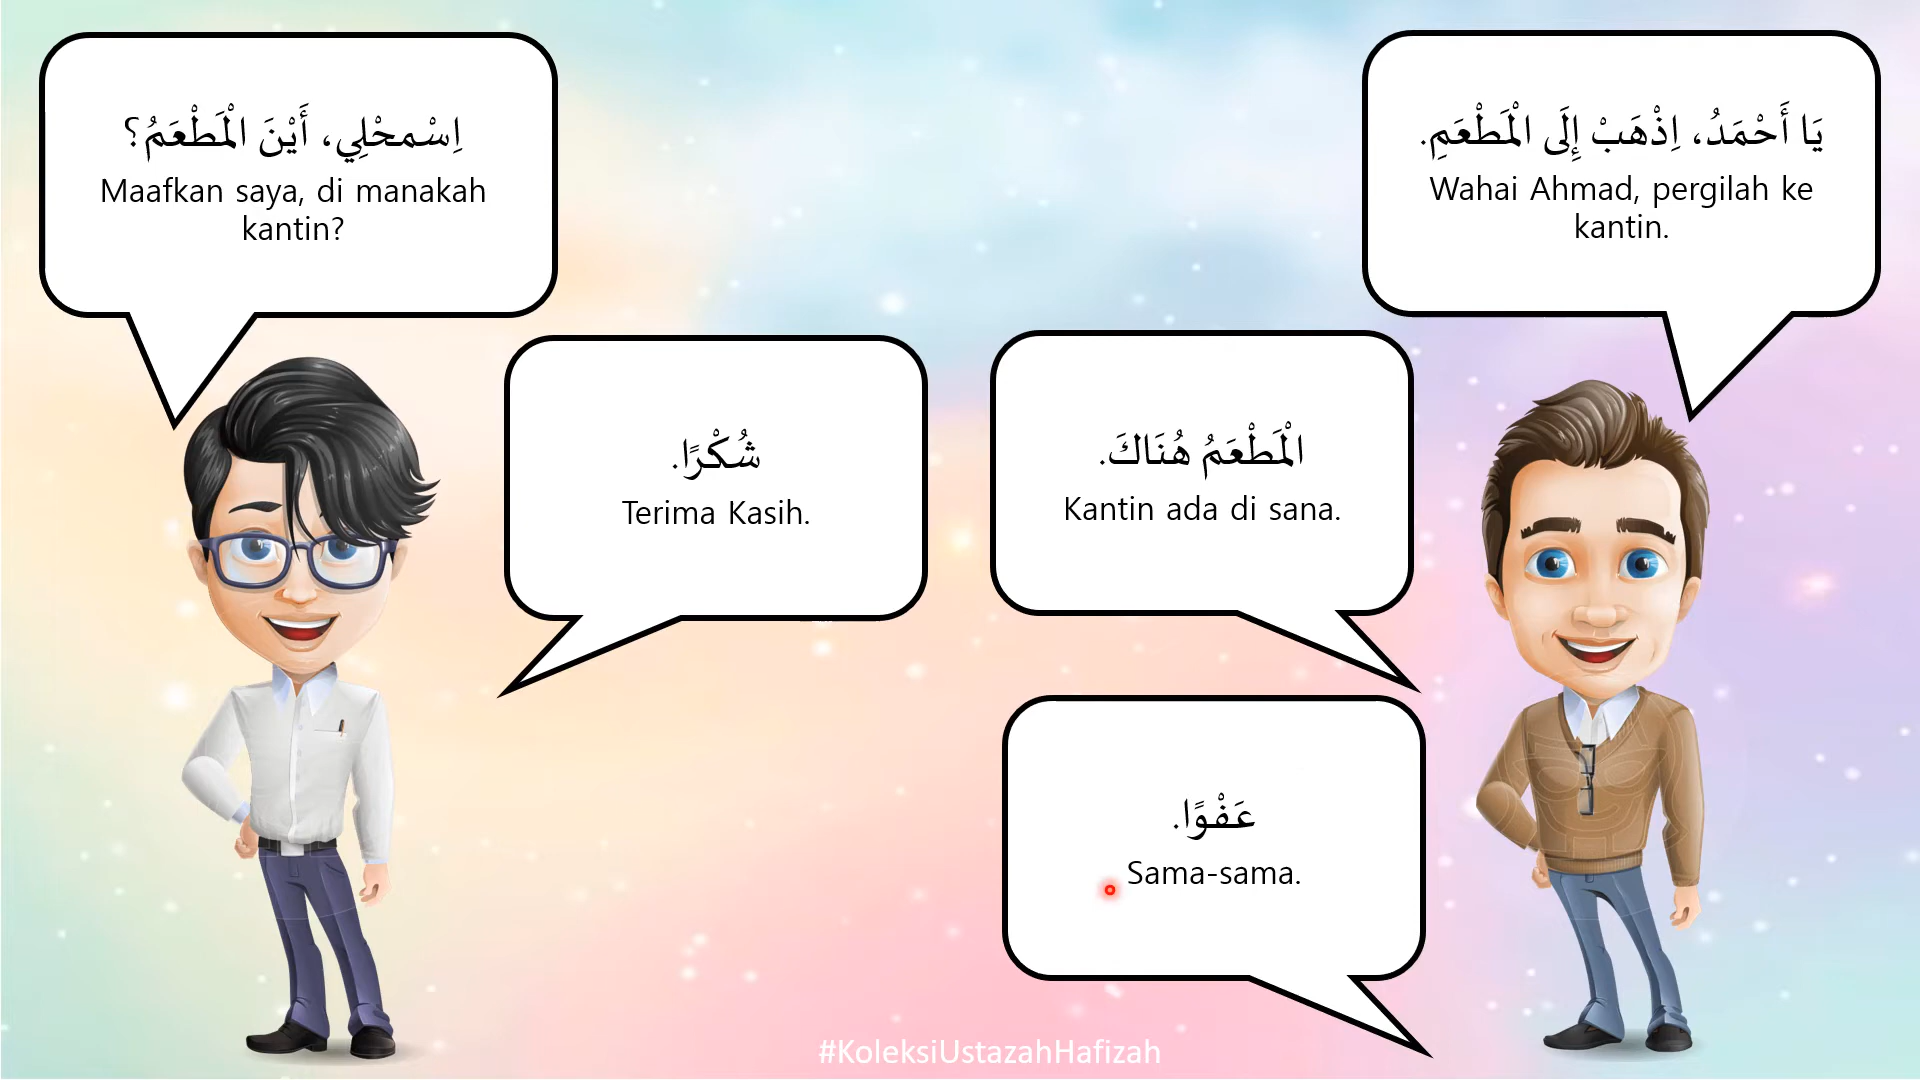 يَا أَحْمَدُ، اِذْهَبْ إِلَى الْمَطْعَمِ.
Wahai Ahmad, pergilah ke
kantin.
اِسْمحْلِي، أَيْنَ الْمَطْعَمُ؟
Maafkan saya, di manakah
kantin?
الْمَطْعَمُ هُنَاكَ.
Kantin ada di sana.
شُكْرًا.
Terima Kasih.
عَفْوًا.
Sama-sama.
#KoleksiUstazahHafizah